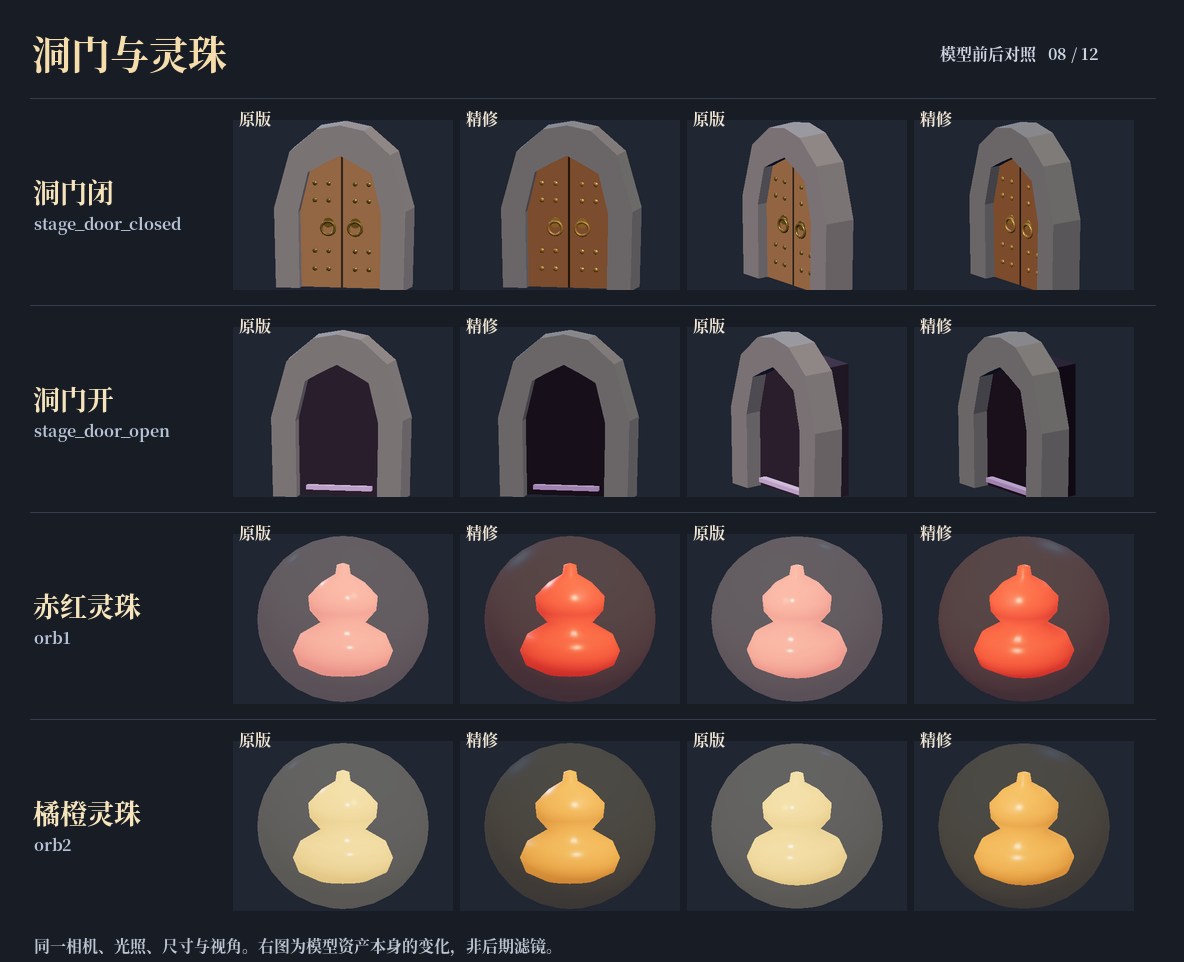 洞门与灵珠
模型前后对照 08 / 12
原版 精修 原版 精修
洞门闭
stage_door_closed
原版 精修 原版 精修
洞门开
stage_door_open
原版 精修 原版 精修
赤红灵珠
orb1
原版 精修 原版 精修
橘橙灵珠
orb2
同一相机、光照、尺寸与视角。右图为模型资产本身的变化，非后期滤镜。